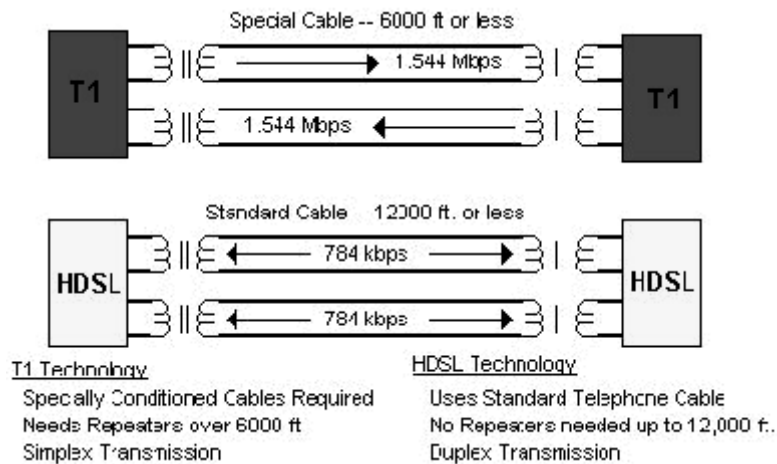 Special Cable -- 6000 ft or less
T1
1.544 Mbps
T1
1.544 Mbps
Standard Cable 12000 ft. or less
HDSL
784 kbps
HDSL
784 kbps
T1 Technology
Specially Conditioned Cables Required
Needs Repeaters over 6000 ft
Simplex Transmission
HDSL Technology
Uses Standard Telephone Cable
No Repeaters needed up to 12,000 ft.
Duplex Transmission